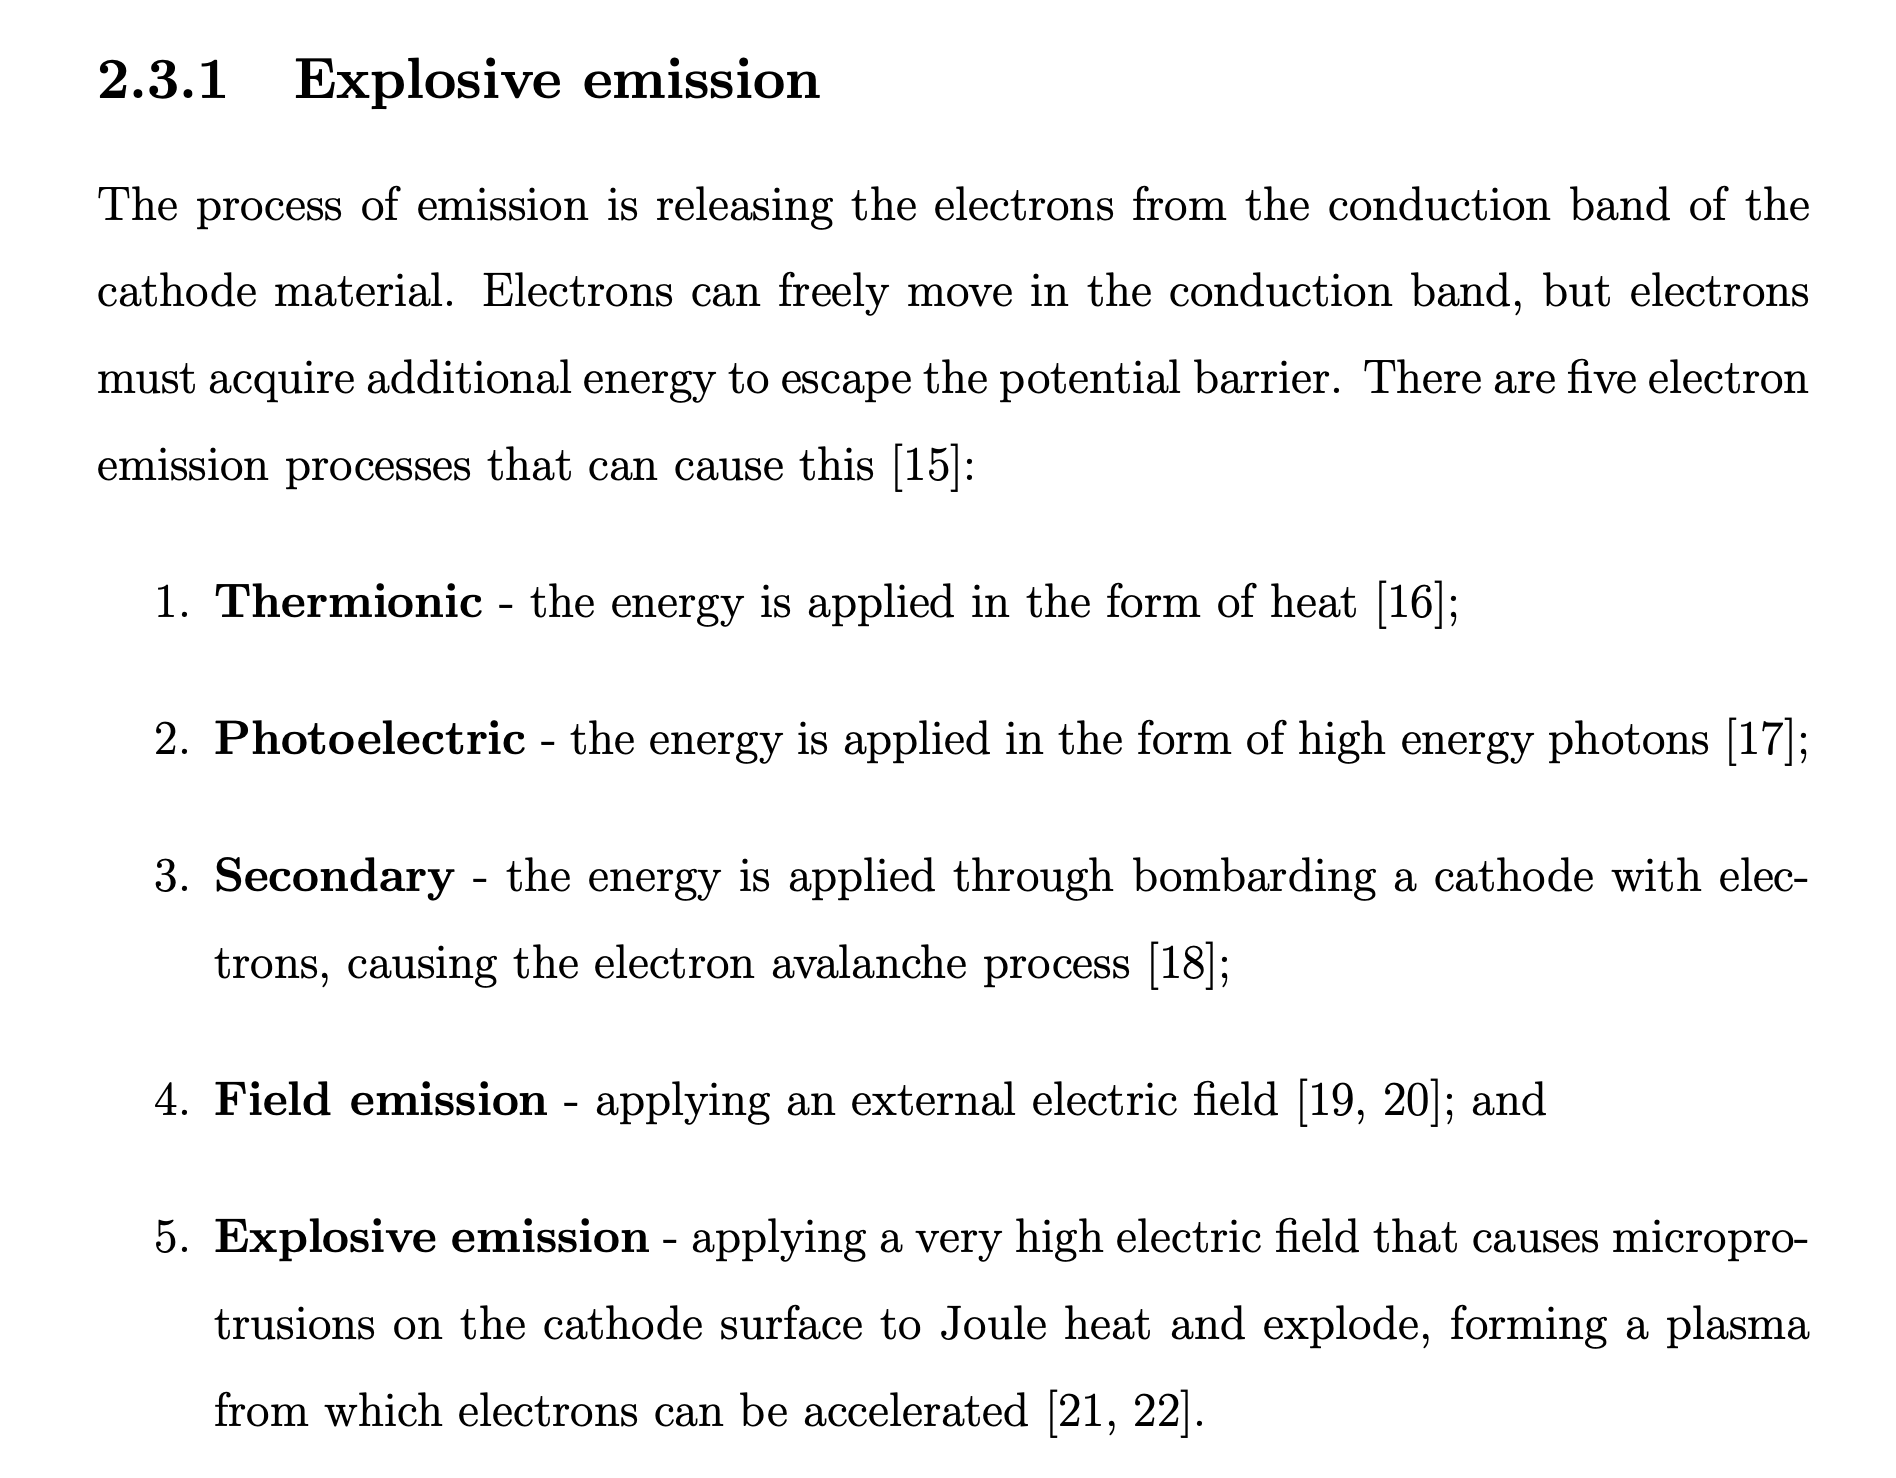 2.3.1 Explosive emission
The process of emission is releasing the electrons from the conduction band of the
cathode material. Electrons can freely move in the conduction band, but electrons
must acquire additional energy to escape the potential barrier. There are five electron
emission processes that can cause this [15]:
1. Thermionic - the energy is applied in the form of heat [16];
2. Photoelectric - the energy is applied in the form of high energy photons [17];
3. Secondary - the energy is applied through bombarding a cathode with elec-
trons, causing the electron avalanche process [18];
4. Field emission - applying an external electric field [19, 20]; and
5. Explosive emission - applying a very high electric field that causes micropro-
trusions on the cathode surface to Joule heat and explode, forming a plasma
from which electrons can be accelerated [21, 22].